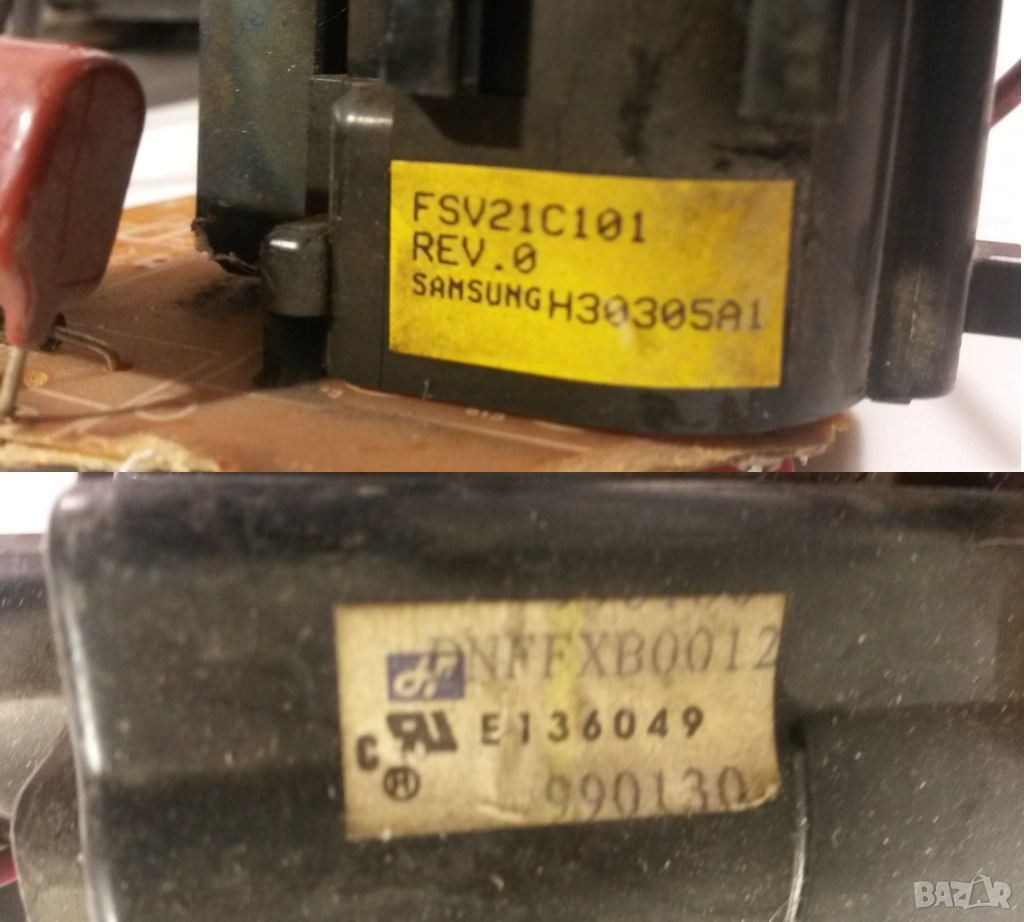 FSV21C101
REV.0
SAMSUNG H30305A1
DNFFXB0012
C E136049
H
990130
BAZAR